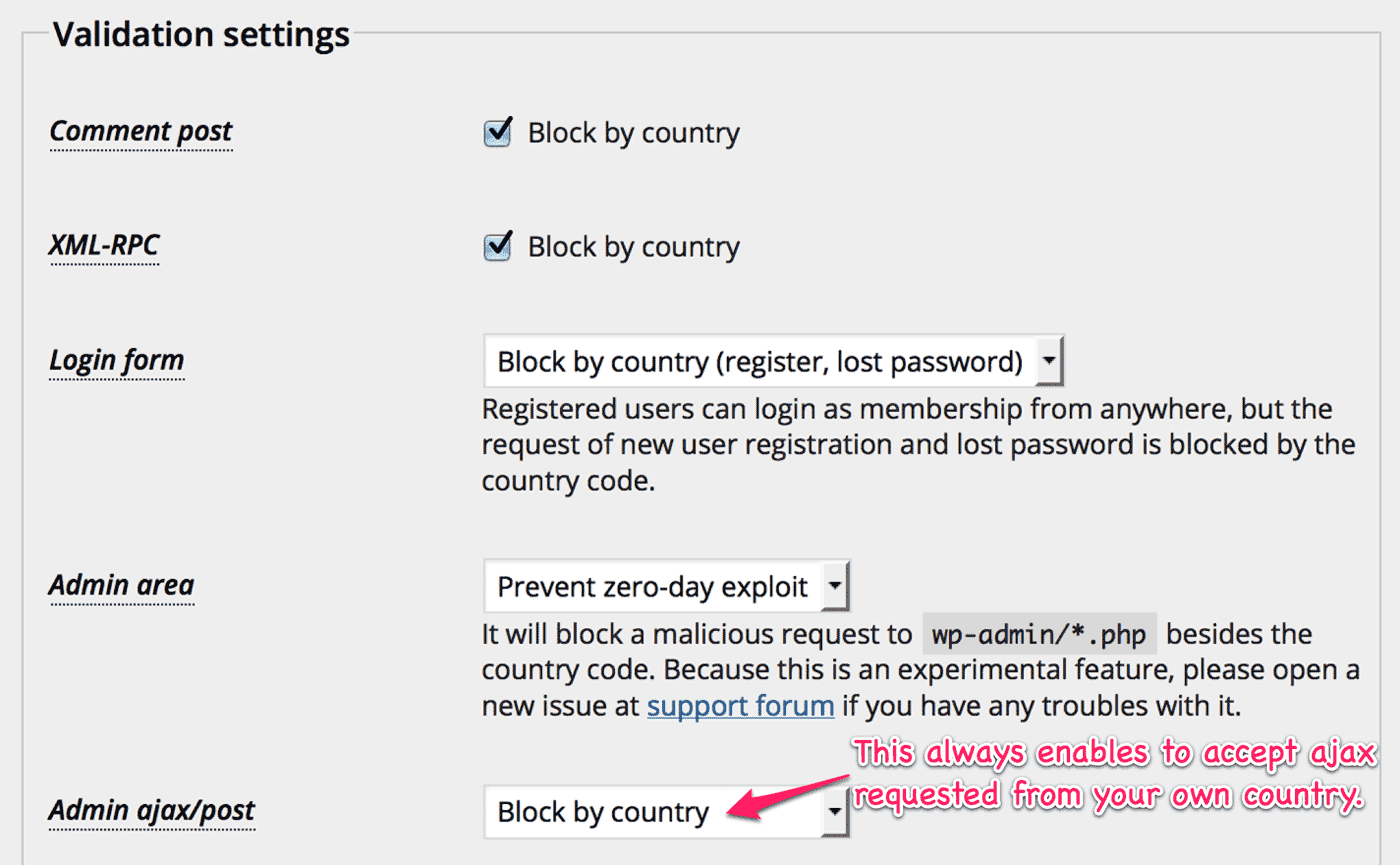 Validation settings
Comment post
Block by country
XML-RPC
Block by country
Login form
Block by country (register, lost password)
Registered users can login as membership from anywhere, but the
request of new user registration and lost password is blocked by the
country code.
Admin area
Prevent zero-day exploit
It will block a malicious request to wp-admin/*.php besides the
country code. Because this is an experimental feature, please open a
new issue at support forum if you have any troubles with it.
This always enables to accept ajax
requested from your own country.
Admin ajax/post
Block by country